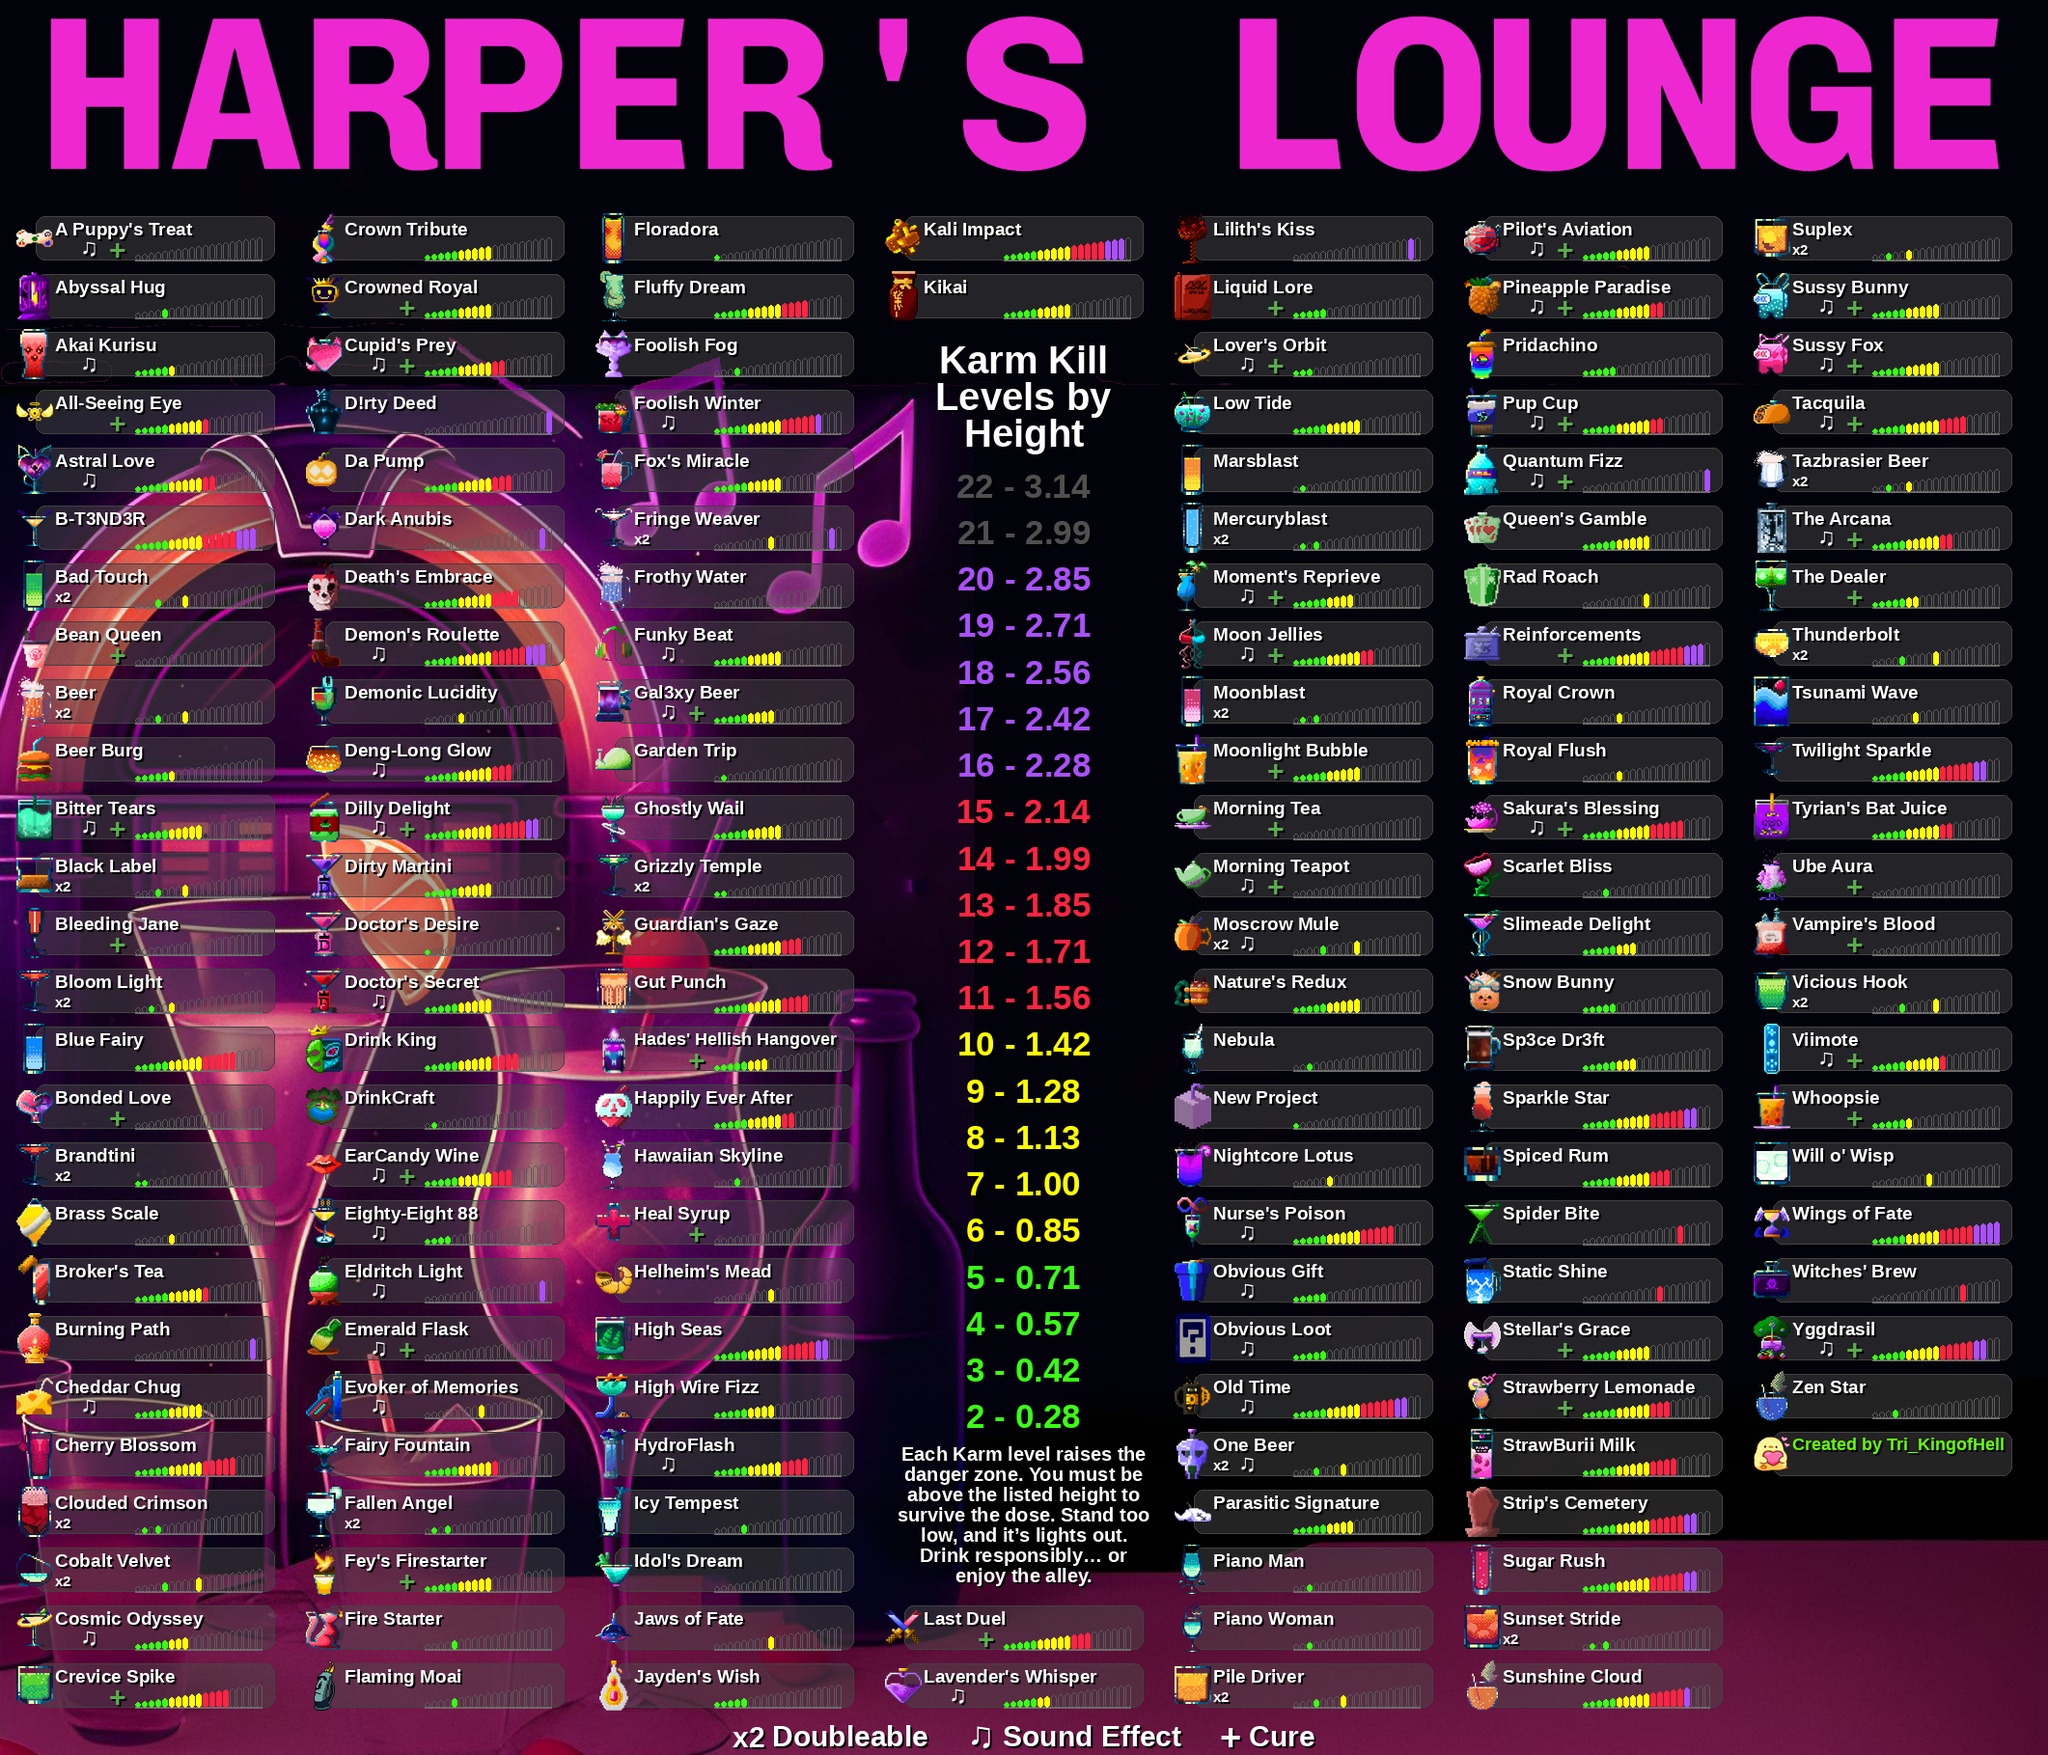 HARPER'S LOUNGE
A Puppy's Treat
♫ +
Abyssal Hug
Akai Kurisu
♫
All-Seeing Eye
+
Astral Love
♫
B-T3ND3R
Bad Touch
x2
Bean Queen
+
Beer
x2
Beer Burg
Bitter Tears
♫ +
Black Label
x2
Bleeding Jane
+
Bloom Light
x2
Blue Fairy
Bonded Love
+
Brandtini
x2
Brass Scale
Broker's Tea
Burning Path
Cheddar Chug
♫
Cherry Blossom
Clouded Crimson
x2
Cobalt Velvet
x2
Cosmic Odyssey
♫
Crevice Spike
+
Crown Tribute
Crowned Royal
+
Cupid's Prey
♫ +
D!rty Deed
Da Pump
Dark Anubis
Death's Embrace
Demon's Roulette
♫
Demonic Lucidity
Deng-Long Glow
♫
Dilly Delight
♫ +
Dirty Martini
Doctor's Desire
Doctor's Secret
♫
Drink King
DrinkCraft
EarCandy Wine
♫ +
Eighty-Eight 88
♫
Eldritch Light
♫
Emerald Flask
♫ +
Evoker of Memories
♫
Fairy Fountain
Fallen Angel
x2
Fey's Firestarter
+
Fire Starter
Flaming Moai
Floradora
Fluffy Dream
Foolish Fog
Foolish Winter
♫
Fox's Miracle
Fringe Weaver
x2
Frothy Water
Funky Beat
♫
Gal3xy Beer
♫ +
Garden Trip
Ghostly Wail
Grizzly Temple
x2
Guardian's Gaze
Gut Punch
Hades' Hellish Hangover
+
Happily Ever After
Hawaiian Skyline
Heal Syrup
+
Helheim's Mead
High Seas
High Wire Fizz
HydroFlash
♫
Icy Tempest
Idol's Dream
Jaws of Fate
Jayden's Wish
Kali Impact
Kikai
Karm Kill
Levels by
Height
22 - 3.14
21 - 2.99
20 - 2.85
19 - 2.71
18 - 2.56
17 - 2.42
16 - 2.28
15 - 2.14
14 - 1.99
13 - 1.85
12 - 1.71
11 - 1.56
10 - 1.42
9 - 1.28
8 - 1.13
7 - 1.00
6 - 0.85
5 - 0.71
4 - 0.57
3 - 0.42
2 - 0.28
Each Karm level raises the
danger zone. You must be
above the listed height to
survive the dose. Stand too
low, and it's lights out.
Drink responsibly… or
enjoy the alley.
Last Duel
+
Lavender's Whisper
♫
Lilith's Kiss
Liquid Lore
+
Lover's Orbit
♫ +
Low Tide
Marsblast
Mercuryblast
x2
Moment's Reprieve
♫ +
Moon Jellies
♫ +
Moonblast
x2
Moonlight Bubble
+
Morning Tea
+
Morning Teapot
♫ +
Moscrow Mule
x2 ♫
Nature's Redux
Nebula
New Project
Nightcore Lotus
Nurse's Poison
♫
Obvious Gift
♫
Obvious Loot
♫
Old Time
♫
One Beer
x2 ♫
Parasitic Signature
Piano Man
Piano Woman
Pile Driver
x2
Pilot's Aviation
♫ +
Pineapple Paradise
♫ +
Pridachino
Pup Cup
♫ +
Quantum Fizz
♫ +
Queen's Gamble
Rad Roach
Reinforcements
+
Royal Crown
Royal Flush
Sakura's Blessing
♫ +
Scarlet Bliss
Slimeade Delight
Snow Bunny
Sp3ce Dr3ft
Sparkle Star
Spiced Rum
Spider Bite
Static Shine
Stellar's Grace
+
Strawberry Lemonade
+
StrawBurii Milk
Strip's Cemetery
Sugar Rush
Sunset Stride
x2
Sunshine Cloud
Suplex
x2
Sussy Bunny
♫ +
Sussy Fox
♫ +
Tacquila
♫ +
Tazbrasier Beer
x2
The Arcana
♫ +
The Dealer
+
Thunderbolt
x2
Tsunami Wave
Twilight Sparkle
Tyrian's Bat Juice
Ube Aura
+
Vampire's Blood
+
Vicious Hook
x2
Viimote
♫ +
Whoopsie
+
Will o' Wisp
Wings of Fate
Witches' Brew
Yggdrasil
♫ +
Zen Star
Created by Tri_KingofHell
x2 Doubleable ♫ Sound Effect + Cure